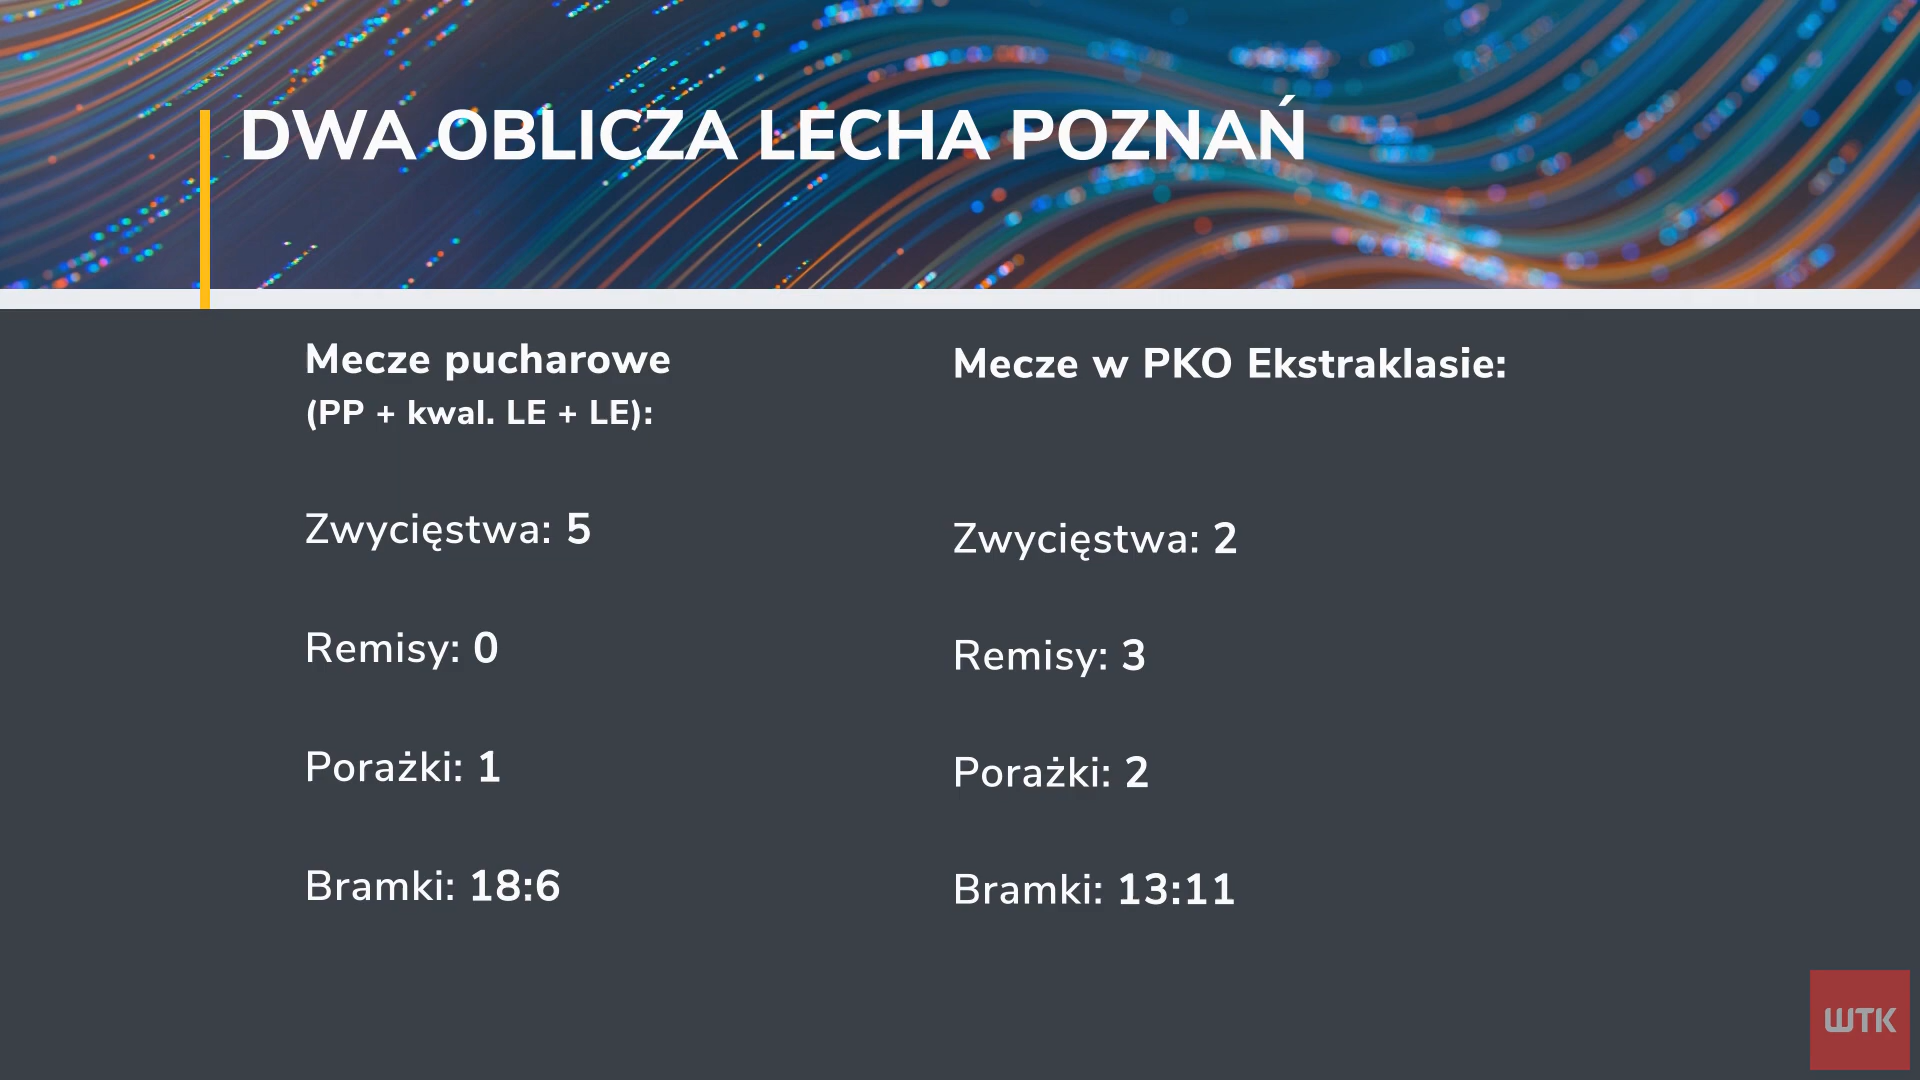 DWA OBLICZA LECHA POZNAŃ
Mecze pucharowe
(PP + kwal. LE + LE):
Zwycięstwa: 5
Remisy: 0
Porażki: 1
Bramki: 18:6
Mecze w PKO Ekstraklasie:
Zwycięstwa: 2
Remisy: 3
Porażki: 2
Bramki: 13:11
WTK